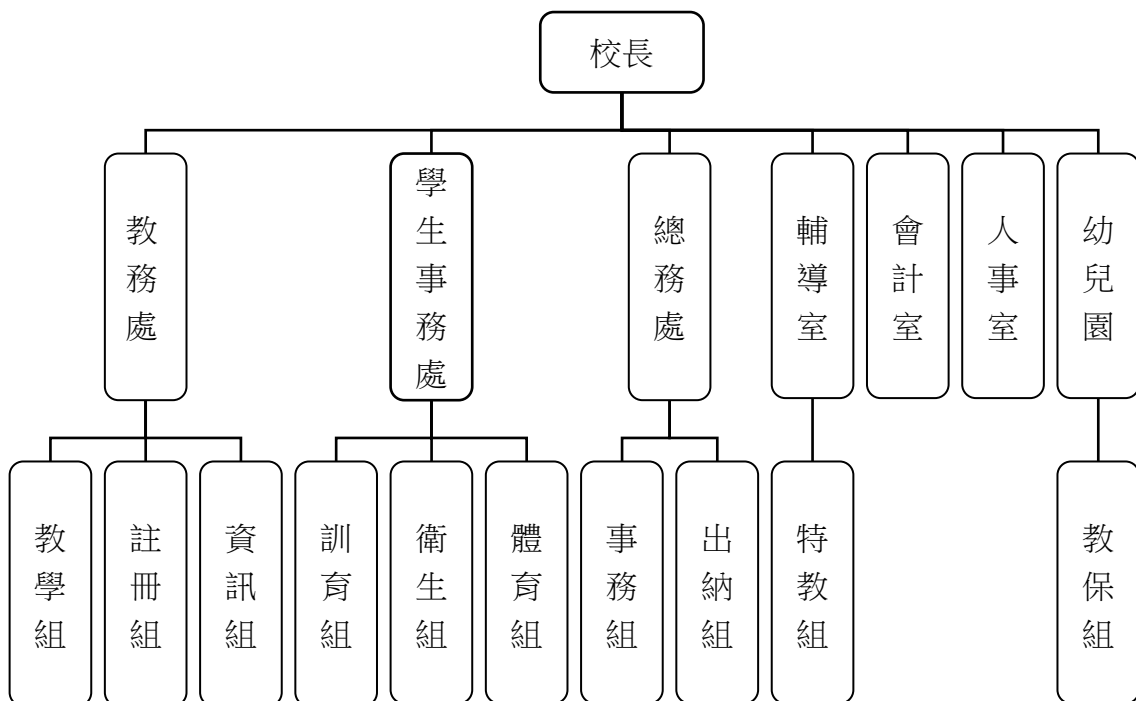 校長
教務處
學生事務處
總務處
輔導室
會計室
人事室
幼兒園
教學組
註冊組
資訊組
訓育組
衛生組
體育組
事務組
出納組
特教組
教保組